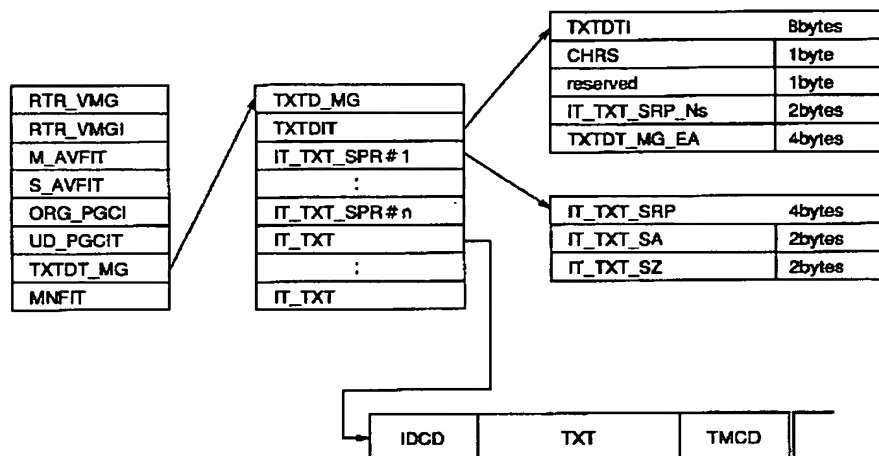 RTR_VMG
RTR_VMGI
M_AVFIT
S_AVFIT
ORG_PGCI
UD_PGCIT
TXTDT_MG
MNFIT
TXTD_MG
TXTDIT
IT_TXT_SPR#1
:
IT_TXT_SPR#n
IT_TXT
:
IT_TXT
TXTDTI 8bytes
CHRS 1byte
reserved 1byte
IT_TXT_SRP_Ns 2bytes
TXTDT_MG_EA 4bytes
IT_TXT_SRP 4bytes
IT_TXT_SA 2bytes
IT_TXT_SZ 2bytes
IDCD TXT TMCD